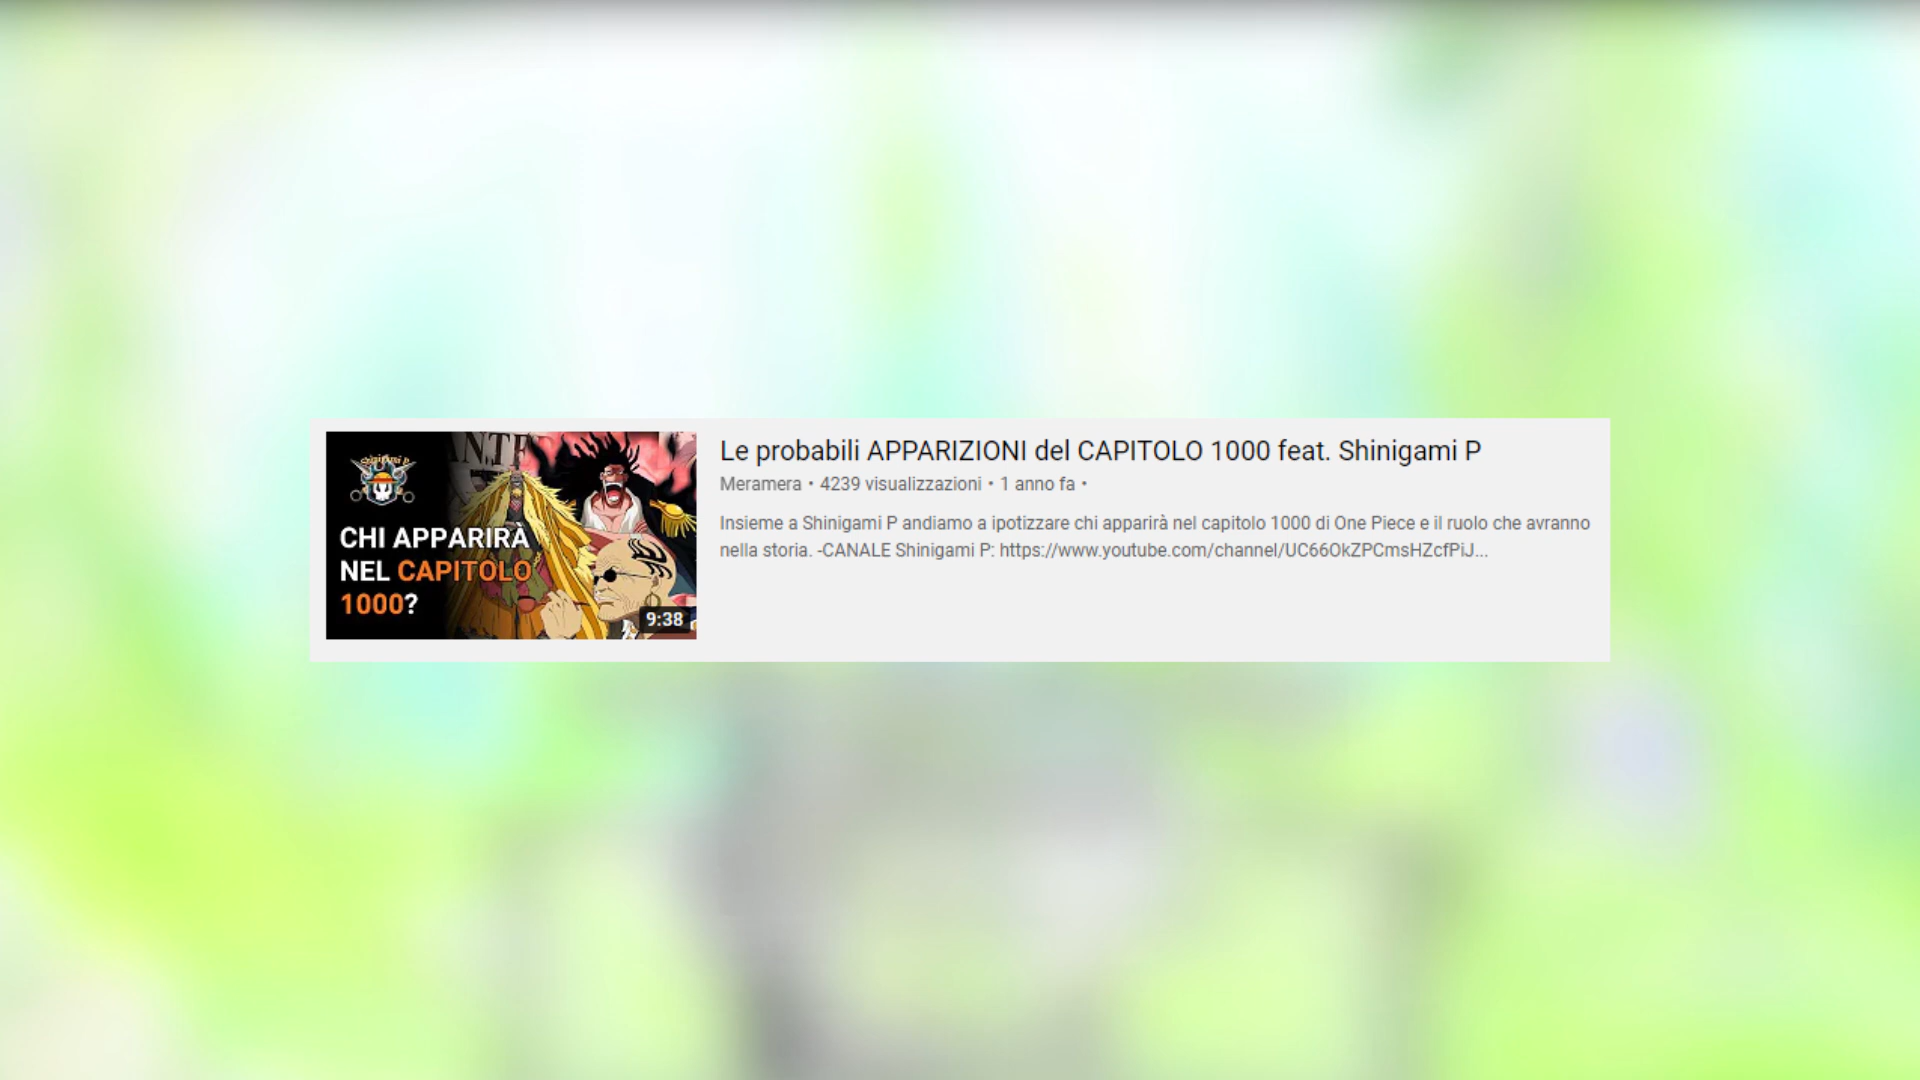 Shinigami P
ANTE
CHI APPARIRÀ
NEL CAPITOLO
1000?
9:38
Le probabili APPARIZIONI del CAPITOLO 1000 feat. Shinigami P
Meramera • 4239 visualizzazioni • 1 anno fa •
Insieme a Shinigami P andiamo a ipotizzare chi apparirà nel capitolo 1000 di One Piece e il ruolo che avranno
nella storia. -CANALE Shinigami P: https://www.youtube.com/channel/UC66OkZPCmsHZcfPiJ...